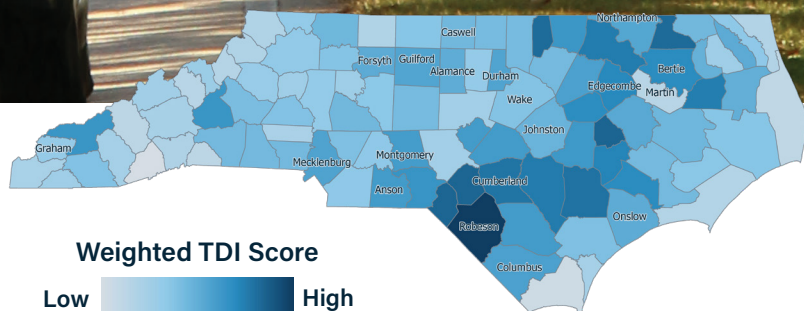 Northampton
Caswell
Forsyth
Guilford
Alamance
Durham
Bertie
Edgecombe
Martin
Wake
Johnston
Graham
Mecklenburg
Montgomery
Anson
Cumberland
Robeson
Onslow
Columbus
Weighted TDI Score
Low
High